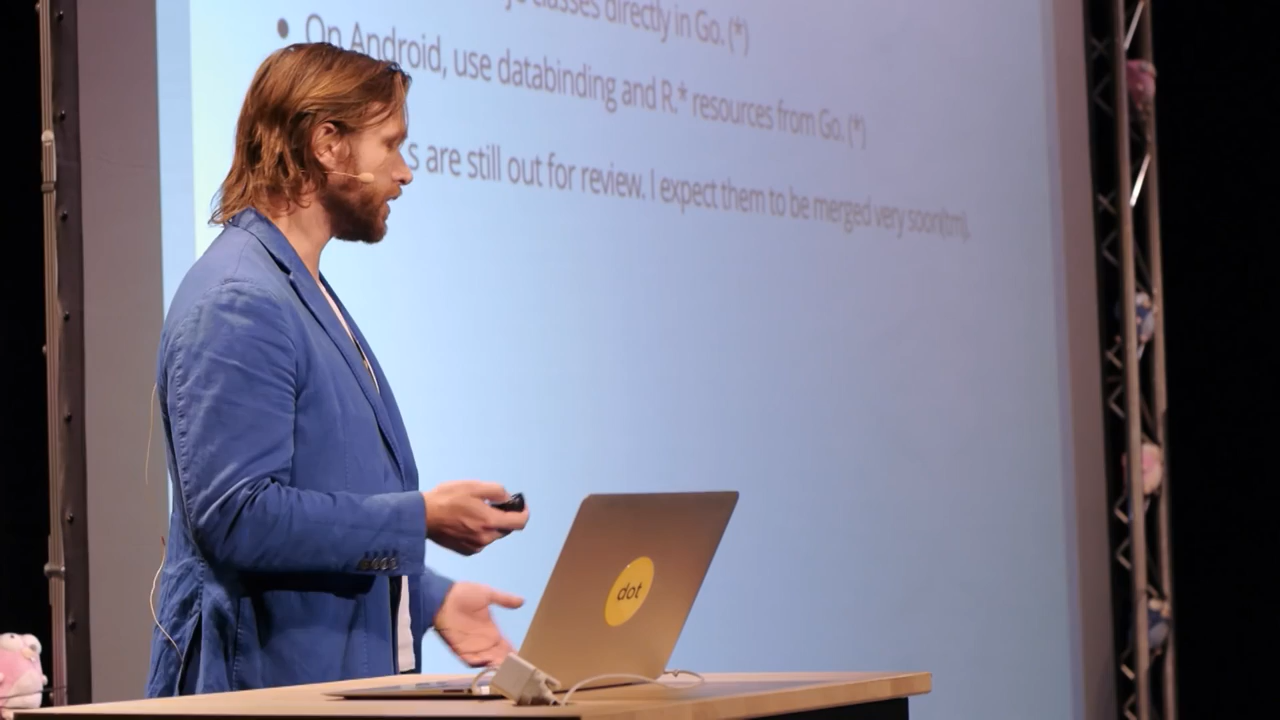 classes directly in Go. (*)
• On Android, use databinding and R.* resources from Go. (*)
s are still out for review. I expect them to be merged very soon(tm).
dot